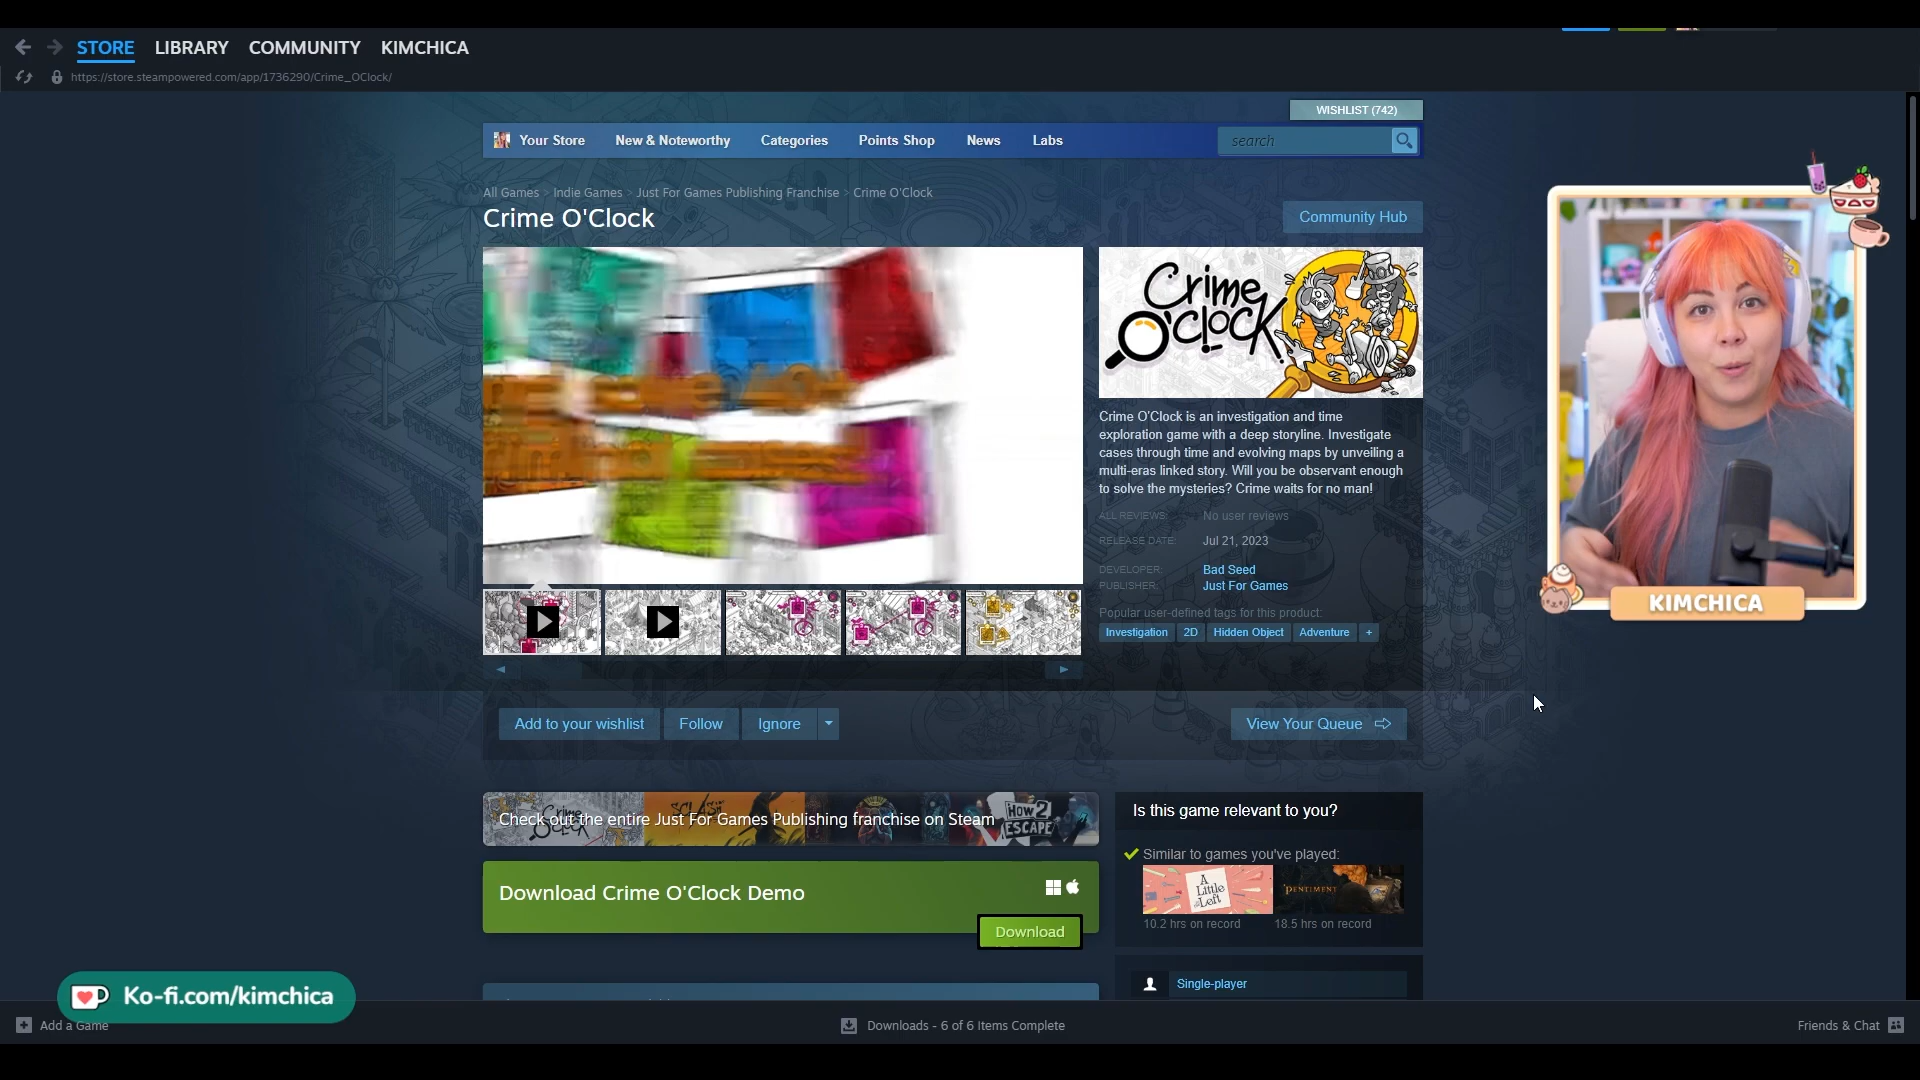 STORE LIBRARY COMMUNITY KIMCHICA
https://store.steampowered.com/app/1736290/Crime_OClock/
WISHLIST (742)
Your Store New & Noteworthy Categories Points Shop News Labs
search
All Games > Indie Games > Just For Games Publishing Franchise > Crime O'Clock
Crime O'Clock
Community Hub
Crime
O'Clock
Crime O'Clock is an investigation and time
exploration game with a deep storyline. Investigate
cases through time and evolving maps by unveiling a
multi-eras linked story. Will you be observant enough
to solve the mysteries? Crime waits for no man!
ALL REVIEWS: No user reviews
RELEASE DATE: Jul 21, 2023
DEVELOPER: Bad Seed
PUBLISHER: Just For Games
Popular user-defined tags for this product:
Investigation 2D Hidden Object Adventure +
KIMCHICA
Add to your wishlist Follow Ignore
View Your Queue
Check out the entire Just For Games Publishing franchise on Steam
HOW 2
ESCAPE
Download Crime O'Clock Demo
Download
Is this game relevant to you?
Similar to games you've played:
A
Little
to the
Left
PENTIMENT
10.2 hrs on record 18.5 hrs on record
Single-player
Ko-fi.com/kimchica
Add a Game
Downloads - 6 of 6 Items Complete
Friends & Chat